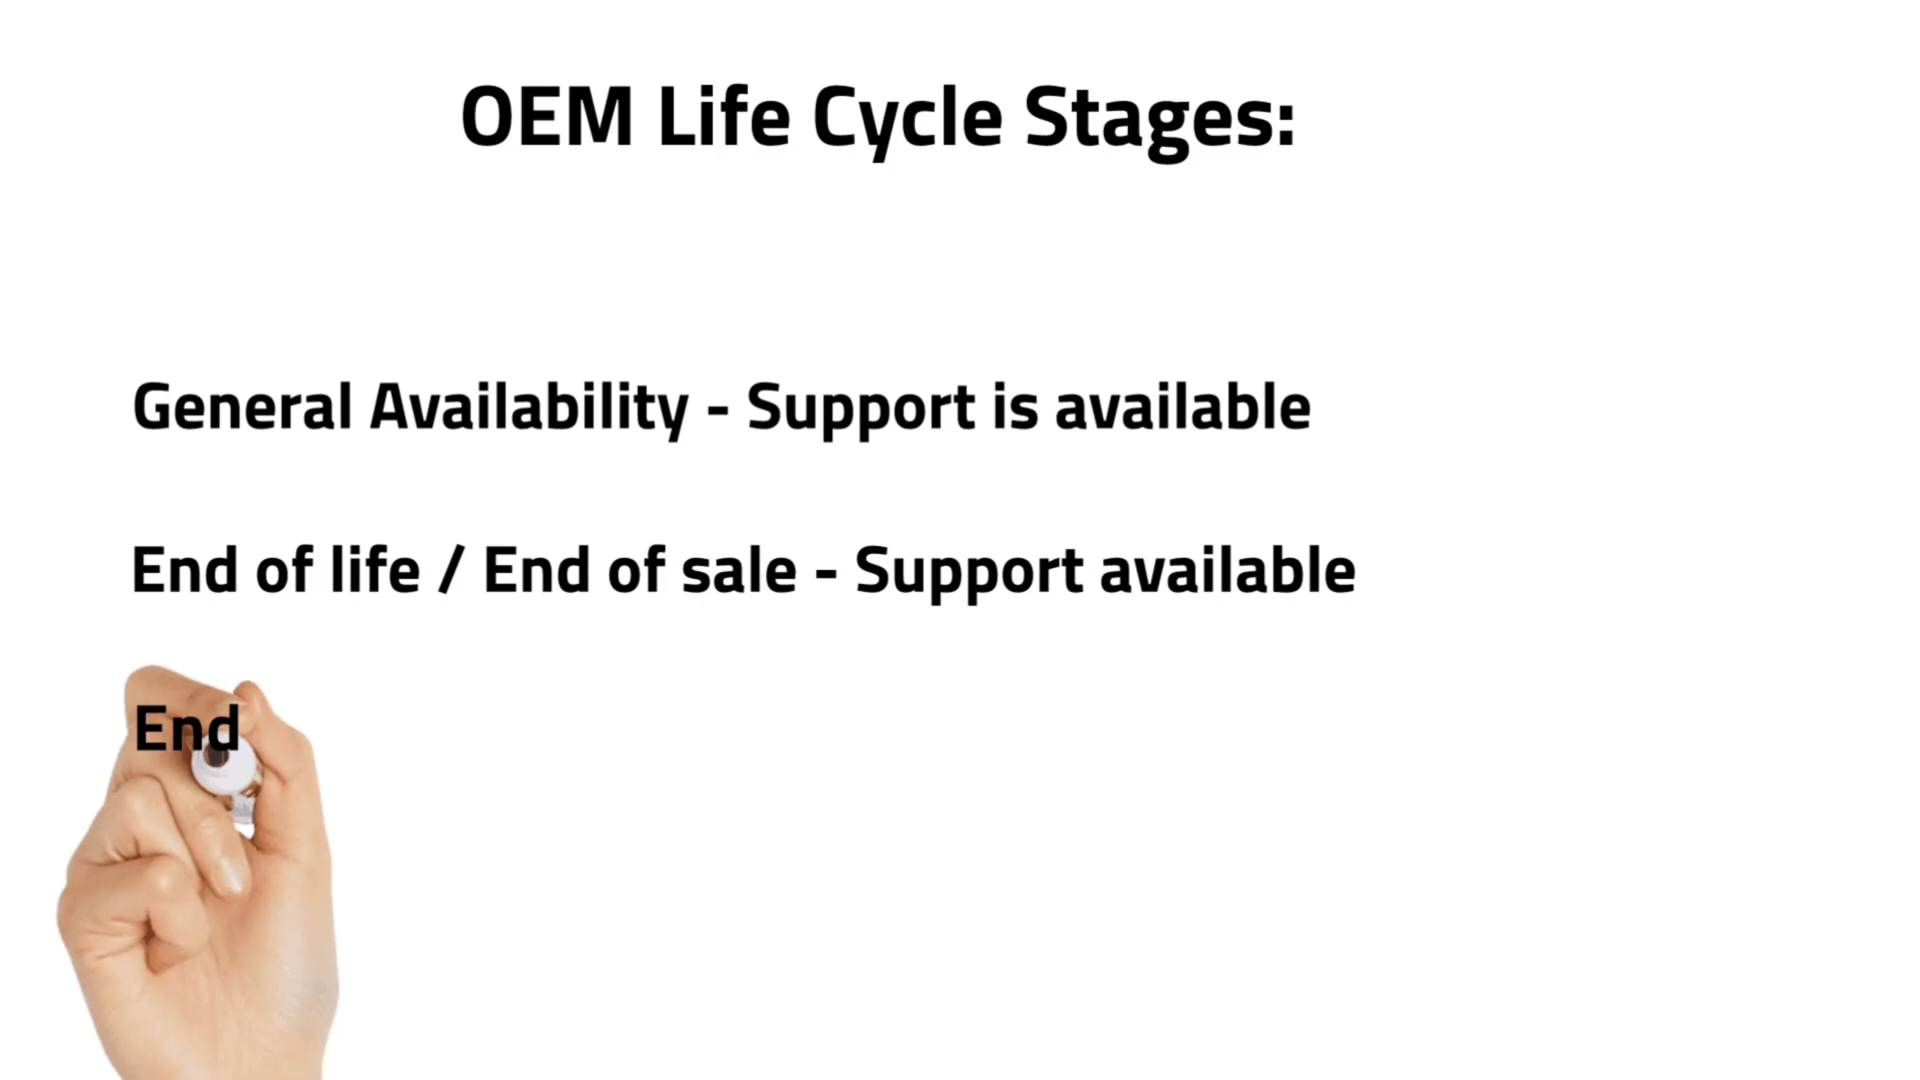 OEM Life Cycle Stages:
General Availability - Support is available
End of life / End of sale - Support available
End